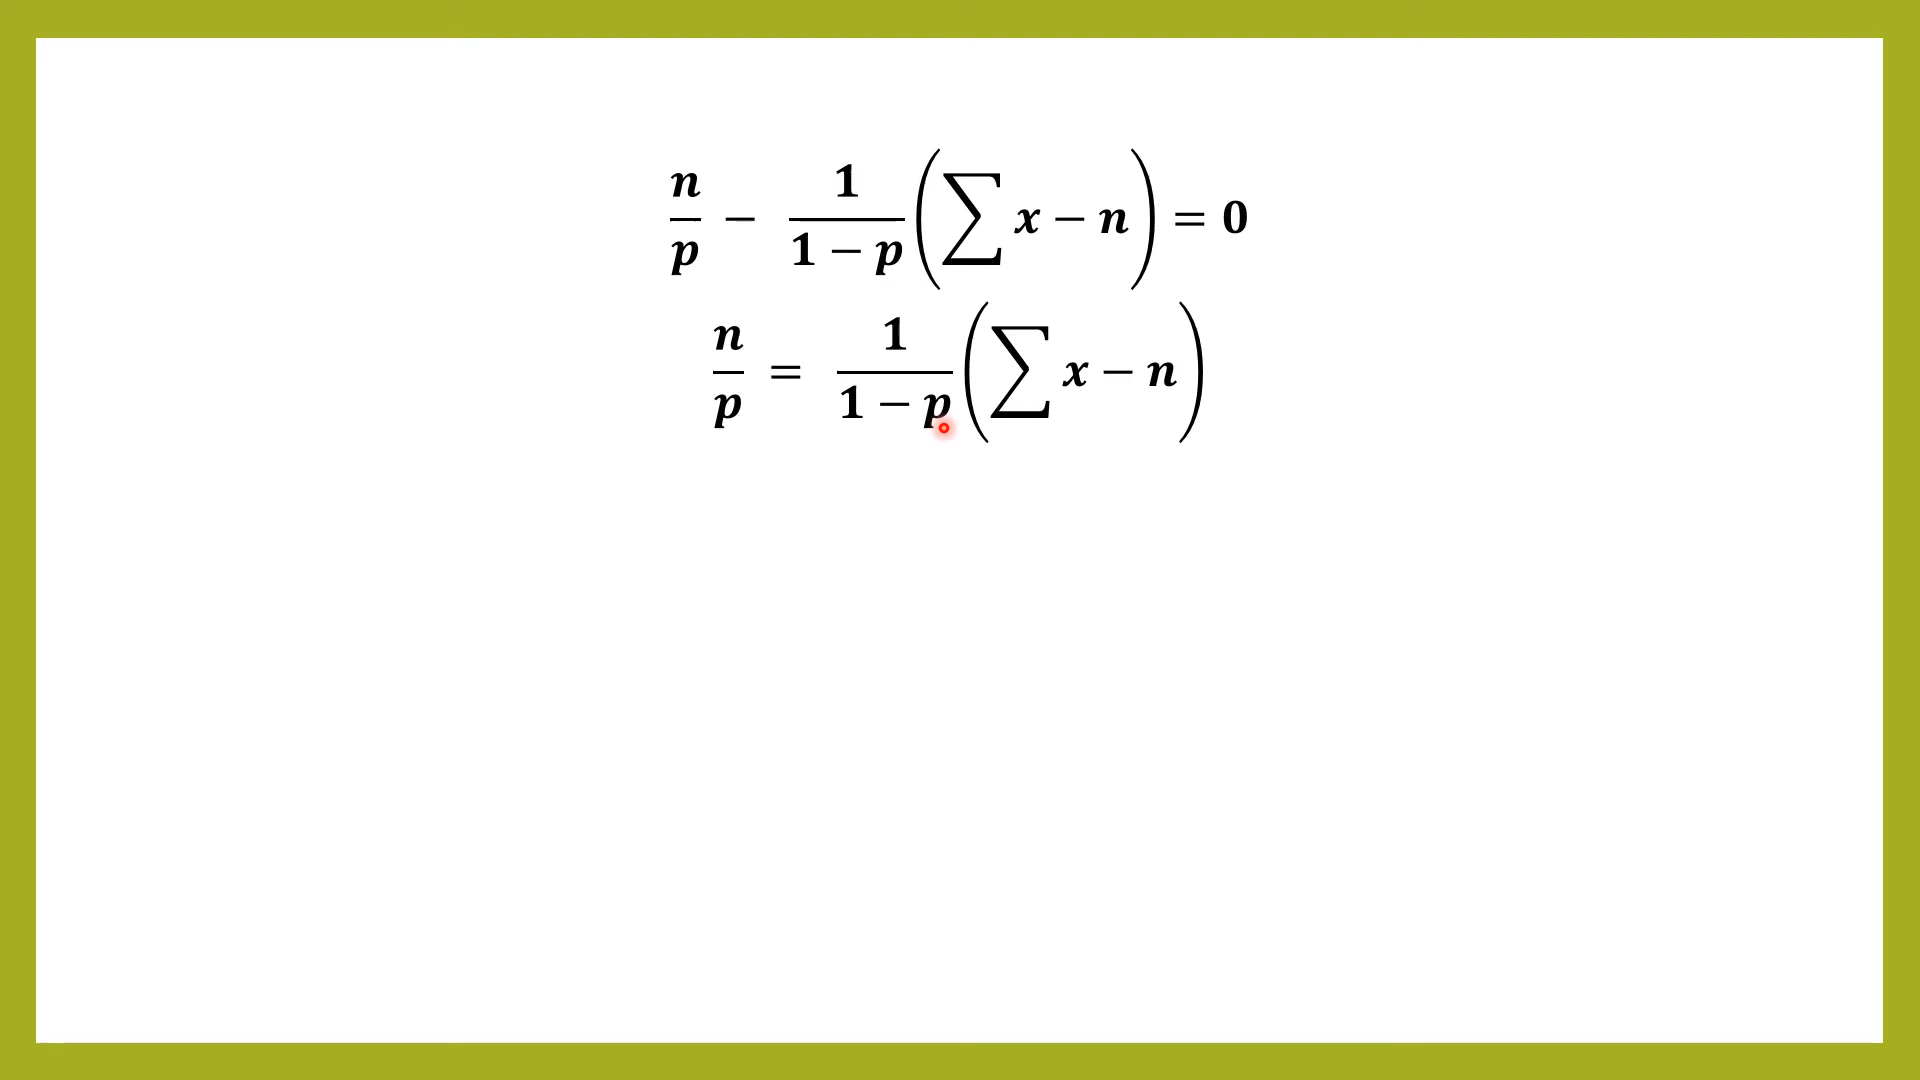 n/p − 1/(1 − p) (∑ x − n) = 0
n/p = 1/(1 − p) (∑ x − n)